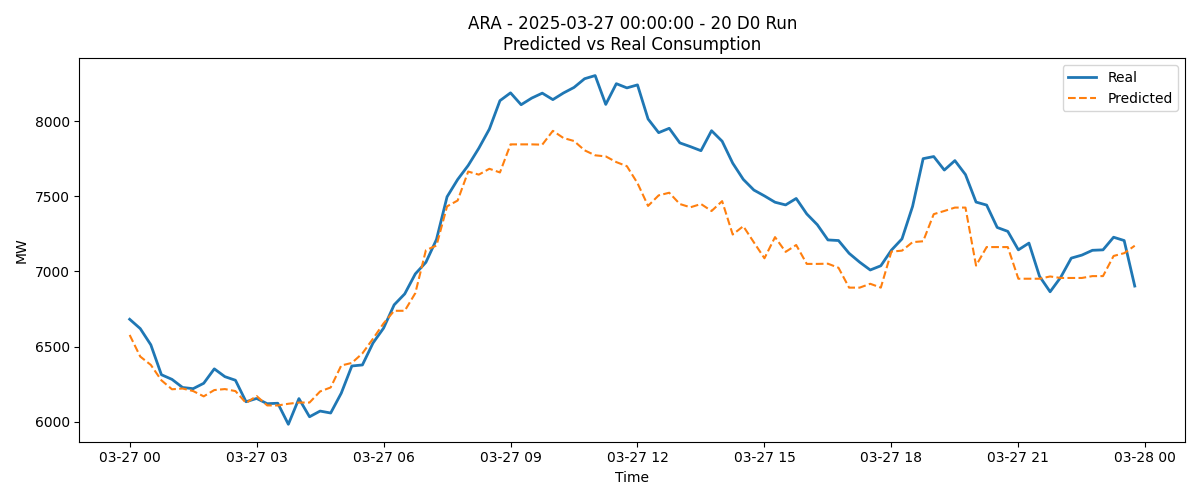 ARA - 2025-03-27 00:00:00 - 20 D0 Run
Predicted vs Real Consumption
Real
Predicted
MW
8000
7500
7000
6500
6000
03-27 00
03-27 03
03-27 06
03-27 09
03-27 12
03-27 15
03-27 18
03-27 21
03-28 00
Time